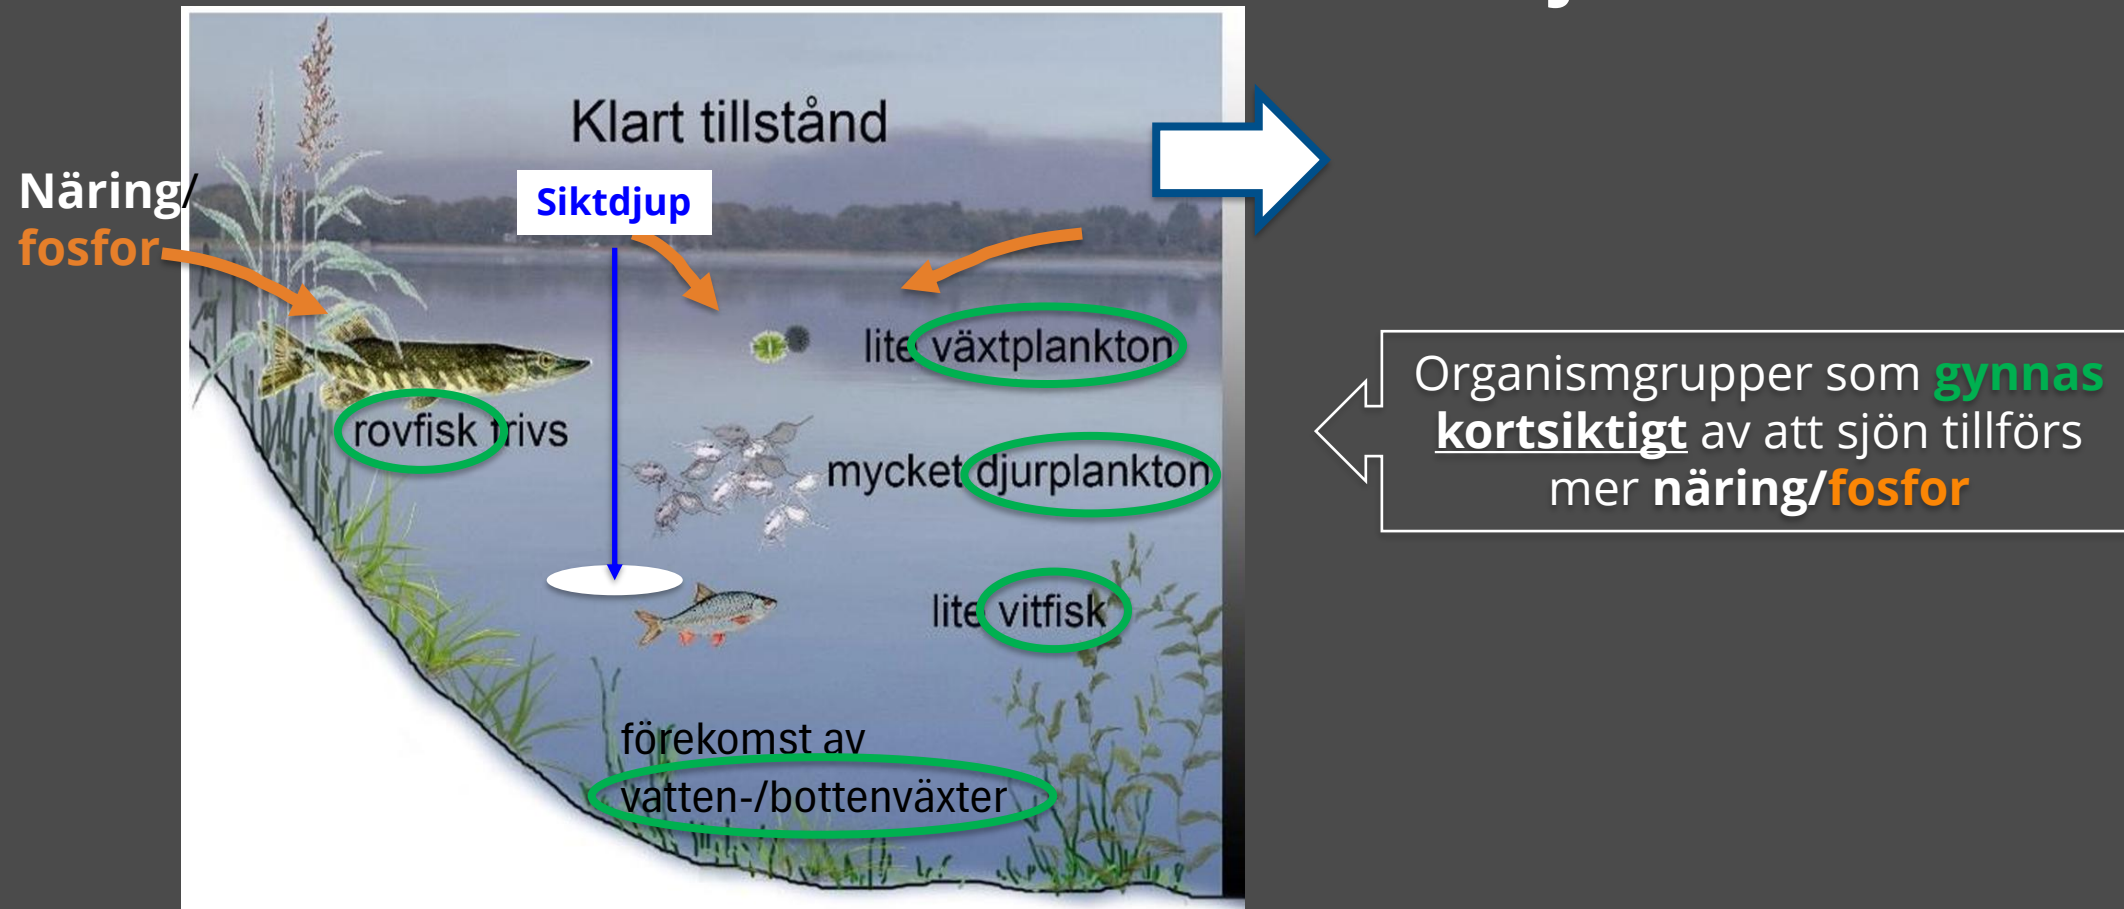 Klart tillstånd
Näring/
fosfor
Siktdjup
lite växtplankton
rovfisk trivs
mycket djurplankton
lite vitfisk
förekomst av
vatten-/bottenväxter
Organismgrupper som gynnas
kortsiktigt av att sjön tillförs
mer näring/fosfor